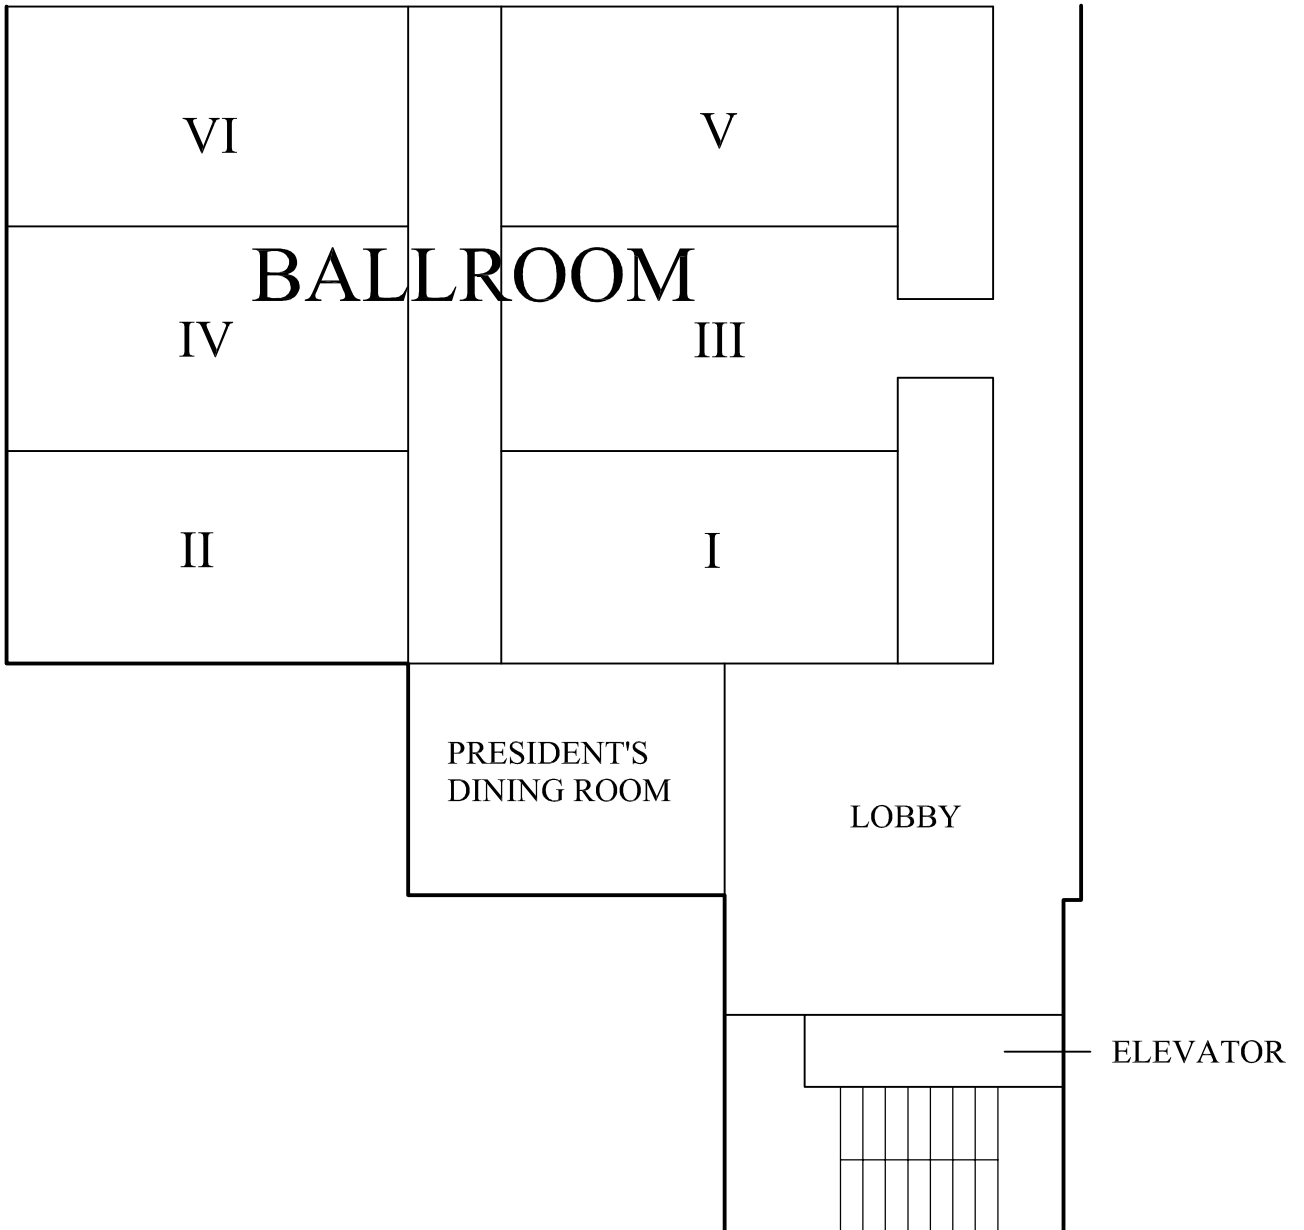 VI
V
BALLROOM
IV
III
II
I
PRESIDENT'S
DINING ROOM
LOBBY
ELEVATOR